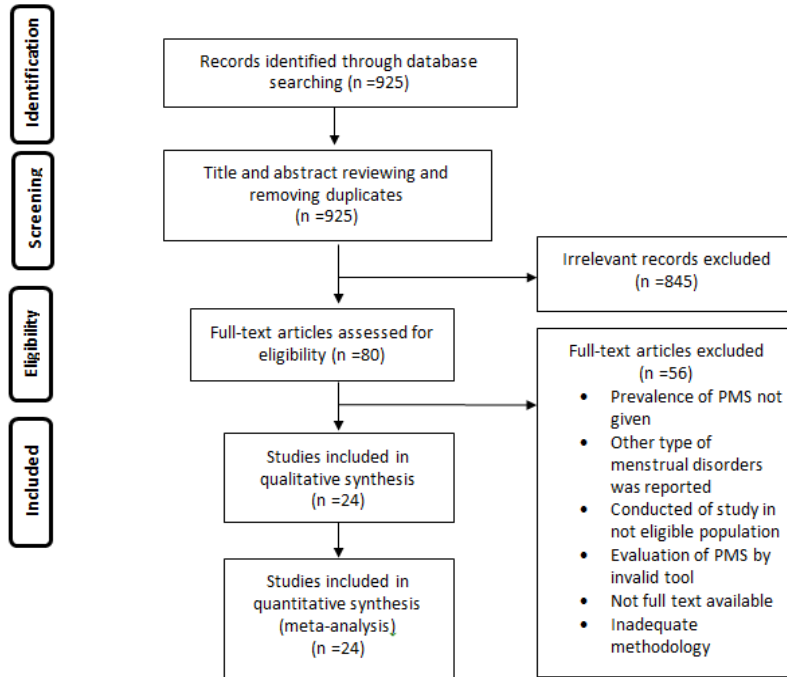 Identification
Records identified through database
searching (n =925)
Screening
Title and abstract reviewing and
removing duplicates
(n =925)
Irrelevant records excluded
(n =845)
Eligibility
Full-text articles assessed for
eligibility (n =80)
Full-text articles excluded
(n =56)
• Prevalence of PMS not
given
• Other type of
menstrual disorders
was reported
• Conducted of study in
not eligible population
• Evaluation of PMS by
invalid tool
• Not full text available
• Inadequate
methodology
Included
Studies included in
qualitative synthesis
(n =24)
Studies included in
quantitative synthesis
(meta-analysis)
(n =24)